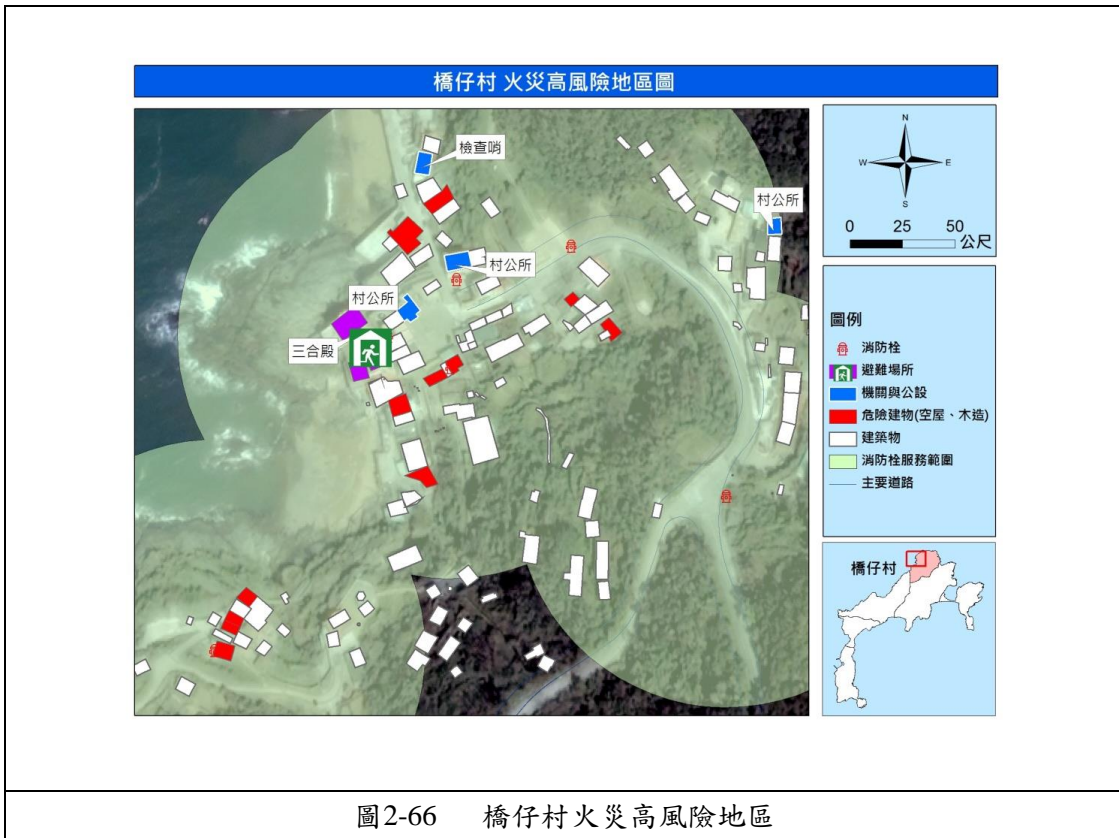 橋仔村 火災高風險地區圖
檢查哨
村公所
村公所
村公所
三合殿
N
W
E
S
0 25 50
公尺
圖例
消防栓
避難場所
機關與公設
危險建物(空屋、木造)
建築物
消防栓服務範圍
主要道路
橋仔村
圖2-66 橋仔村火災高風險地區